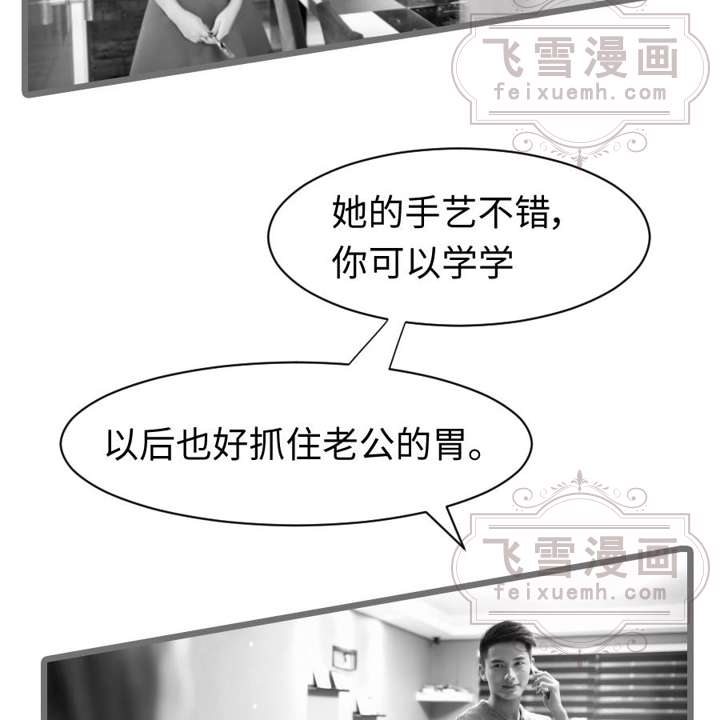 飞雪漫画
feixuemh.com
她的手艺不错，
你可以学学
以后也好抓住老公的胃。
飞雪漫画
feixuemh.com